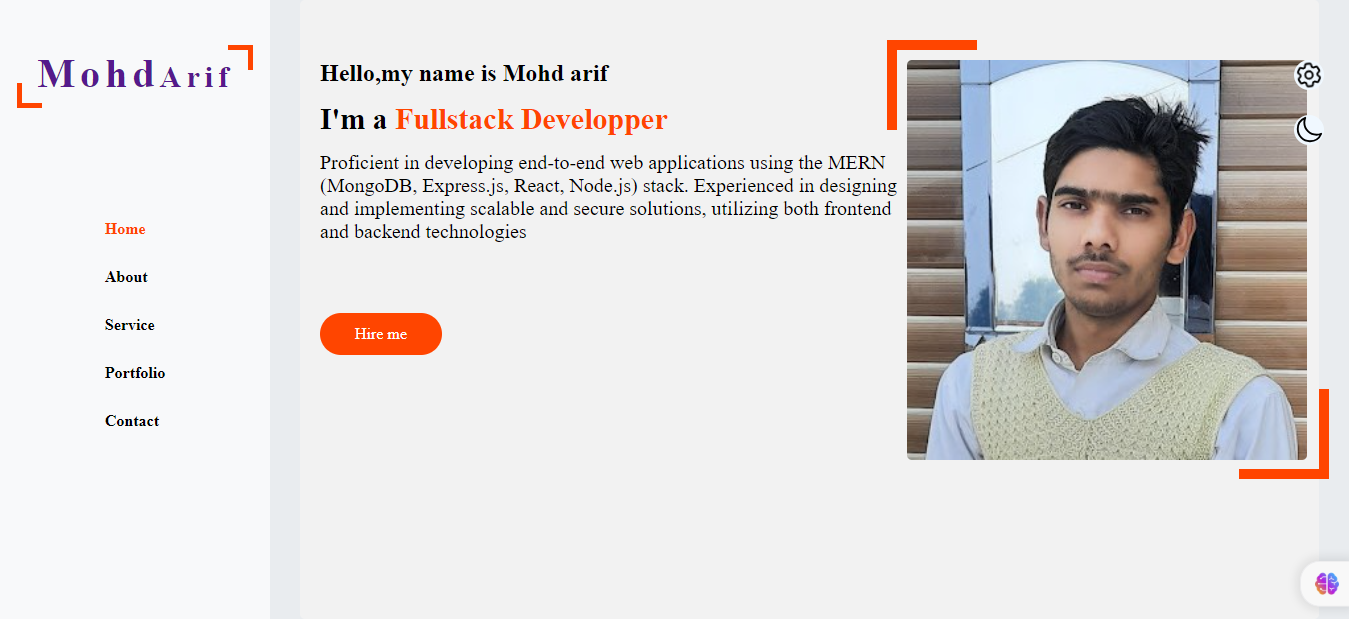 MohdArif
Home
About
Service
Portfolio
Contact
Hello,my name is Mohd arif
I'm a Fullstack Developper
Proficient in developing end-to-end web applications using the MERN
(MongoDB, Express.js, React, Node.js) stack. Experienced in designing
and implementing scalable and secure solutions, utilizing both frontend
and backend technologies
Hire me